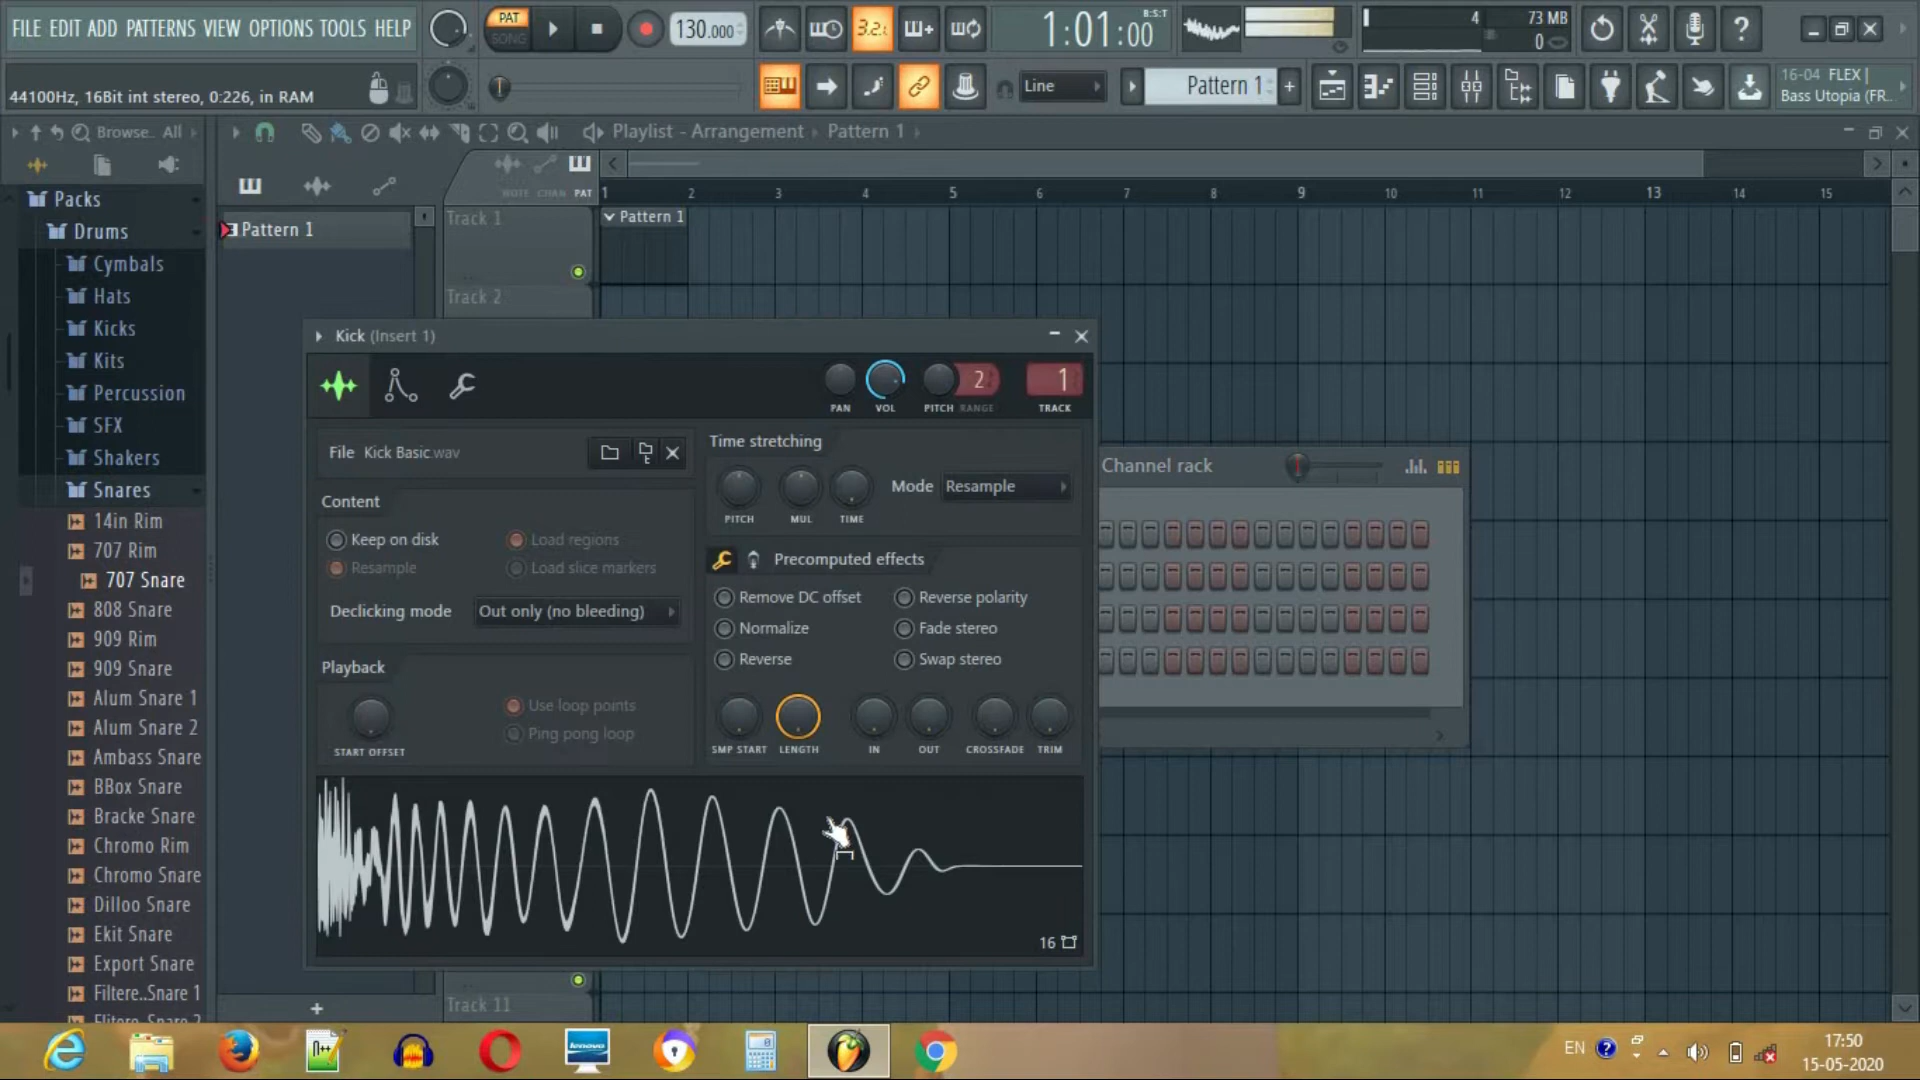 FILE EDIT ADD PATTERNS VIEW OPTIONS TOOLS HELP
PAT
SONG
130.000
3.2.
1:01:00
B:S:T
4
73 MB
0
44100Hz, 16Bit int stereo, 0:226, in RAM
Line
Pattern 1
+
16-04 FLEX |
Bass Utopia (FR..
Browse.. All
Playlist - Arrangement › Pattern 1 ›
NOTE CHAN PAT
1 2 3 4 5 6 7 8 9 10 11 12 13 14 15
Packs
Drums
Cymbals
Hats
Kicks
Kits
Percussion
SFX
Shakers
Snares
14in Rim
707 Rim
707 Snare
808 Snare
909 Rim
909 Snare
Alum Snare 1
Alum Snare 2
Ambass Snare
BBox Snare
Bracke Snare
Chromo Rim
Chromo Snare
Dilloo Snare
Ekit Snare
Export Snare
Filtere..Snare 1
Pattern 1
Track 1
Pattern 1
Track 2
Track 11
+
Kick (Insert 1)
PAN
VOL
PITCH
2
RANGE
1
TRACK
File Kick Basic.wav
Content
Keep on disk
Load regions
Resample
Load slice markers
Declicking mode Out only (no bleeding)
Playback
START OFFSET
Use loop points
Ping pong loop
Time stretching
PITCH
MUL
TIME
Mode Resample
Precomputed effects
Remove DC offset
Reverse polarity
Normalize
Fade stereo
Reverse
Swap stereo
SMP START
LENGTH
IN
OUT
CROSSFADE
TRIM
16
Channel rack
lenovo
EN
17:50
15-05-2020